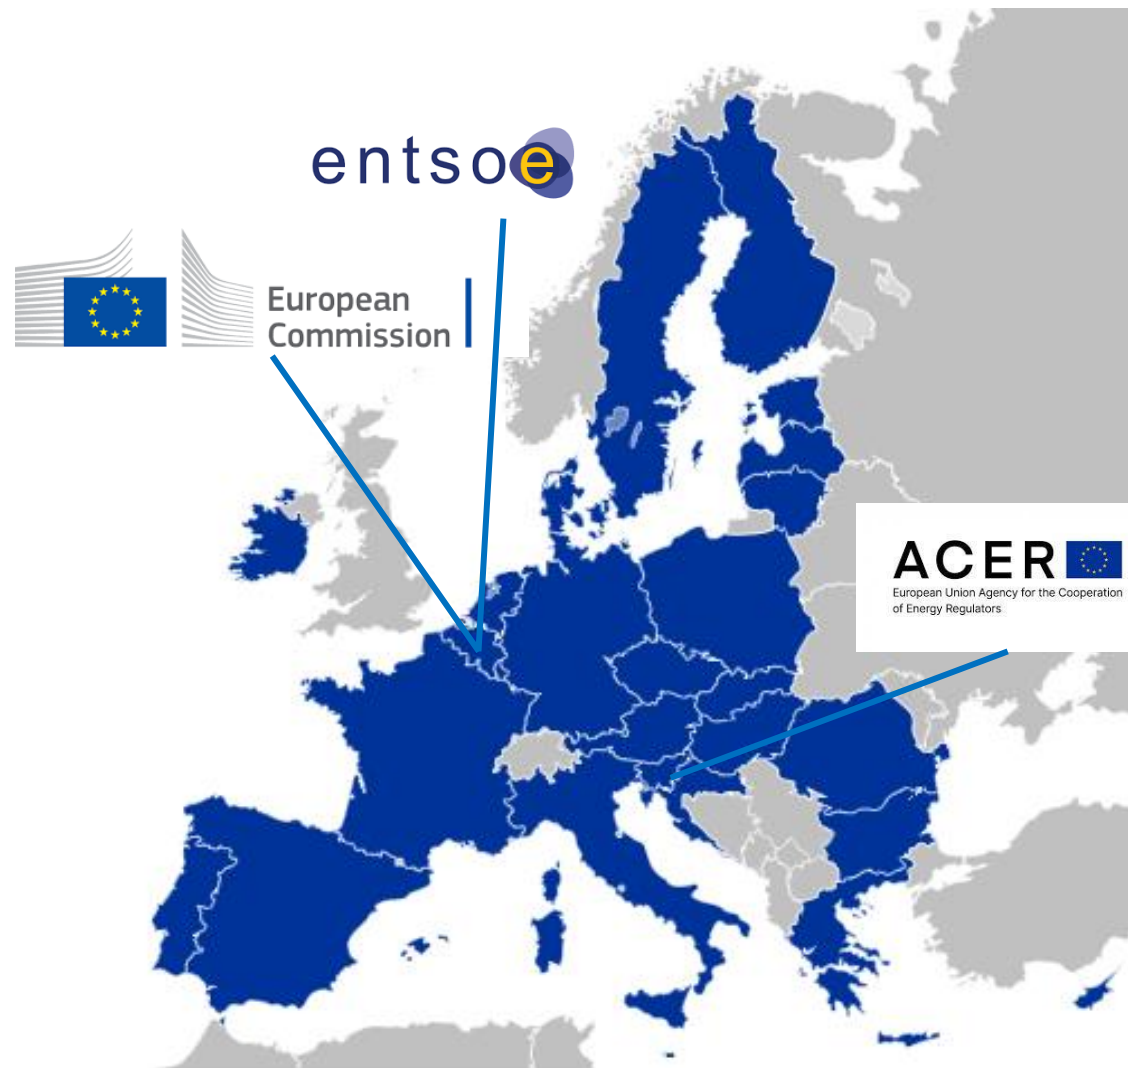 entsoe
European
Commission
ACER
European Union Agency for the Cooperation
of Energy Regulators